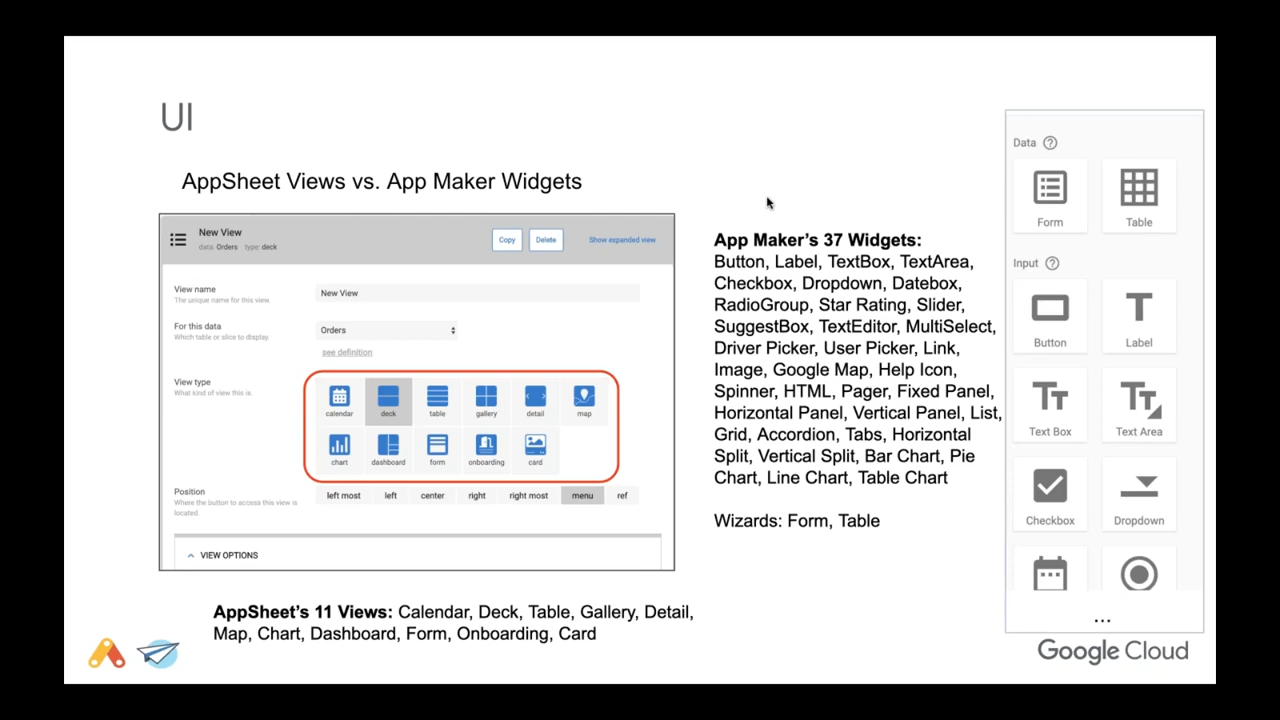 UI
AppSheet Views vs. App Maker Widgets
New View
data: Orders type: deck
Copy
Delete
Show expanded view
View name
The unique name for this view.
New View
For this data
Which table or slice to display.
Orders
see definition
View type
What kind of view this is.
calendar
deck
table
gallery
detail
map
chart
dashboard
form
onboarding
card
Position
Where the button to access this view is
located.
left most
left
center
right
right most
menu
ref
VIEW OPTIONS
AppSheet's 11 Views: Calendar, Deck, Table, Gallery, Detail,
Map, Chart, Dashboard, Form, Onboarding, Card
App Maker's 37 Widgets:
Button, Label, TextBox, TextArea,
Checkbox, Dropdown, Datebox,
RadioGroup, Star Rating, Slider,
SuggestBox, TextEditor, MultiSelect,
Driver Picker, User Picker, Link,
Image, Google Map, Help Icon,
Spinner, HTML, Pager, Fixed Panel,
Horizontal Panel, Vertical Panel, List,
Grid, Accordion, Tabs, Horizontal
Split, Vertical Split, Bar Chart, Pie
Chart, Line Chart, Table Chart
Wizards: Form, Table
Data ?
Form
Table
Input ?
Button
T
Label
Tт
Text Box
Tт
Text Area
Checkbox
Dropdown
...
Google Cloud